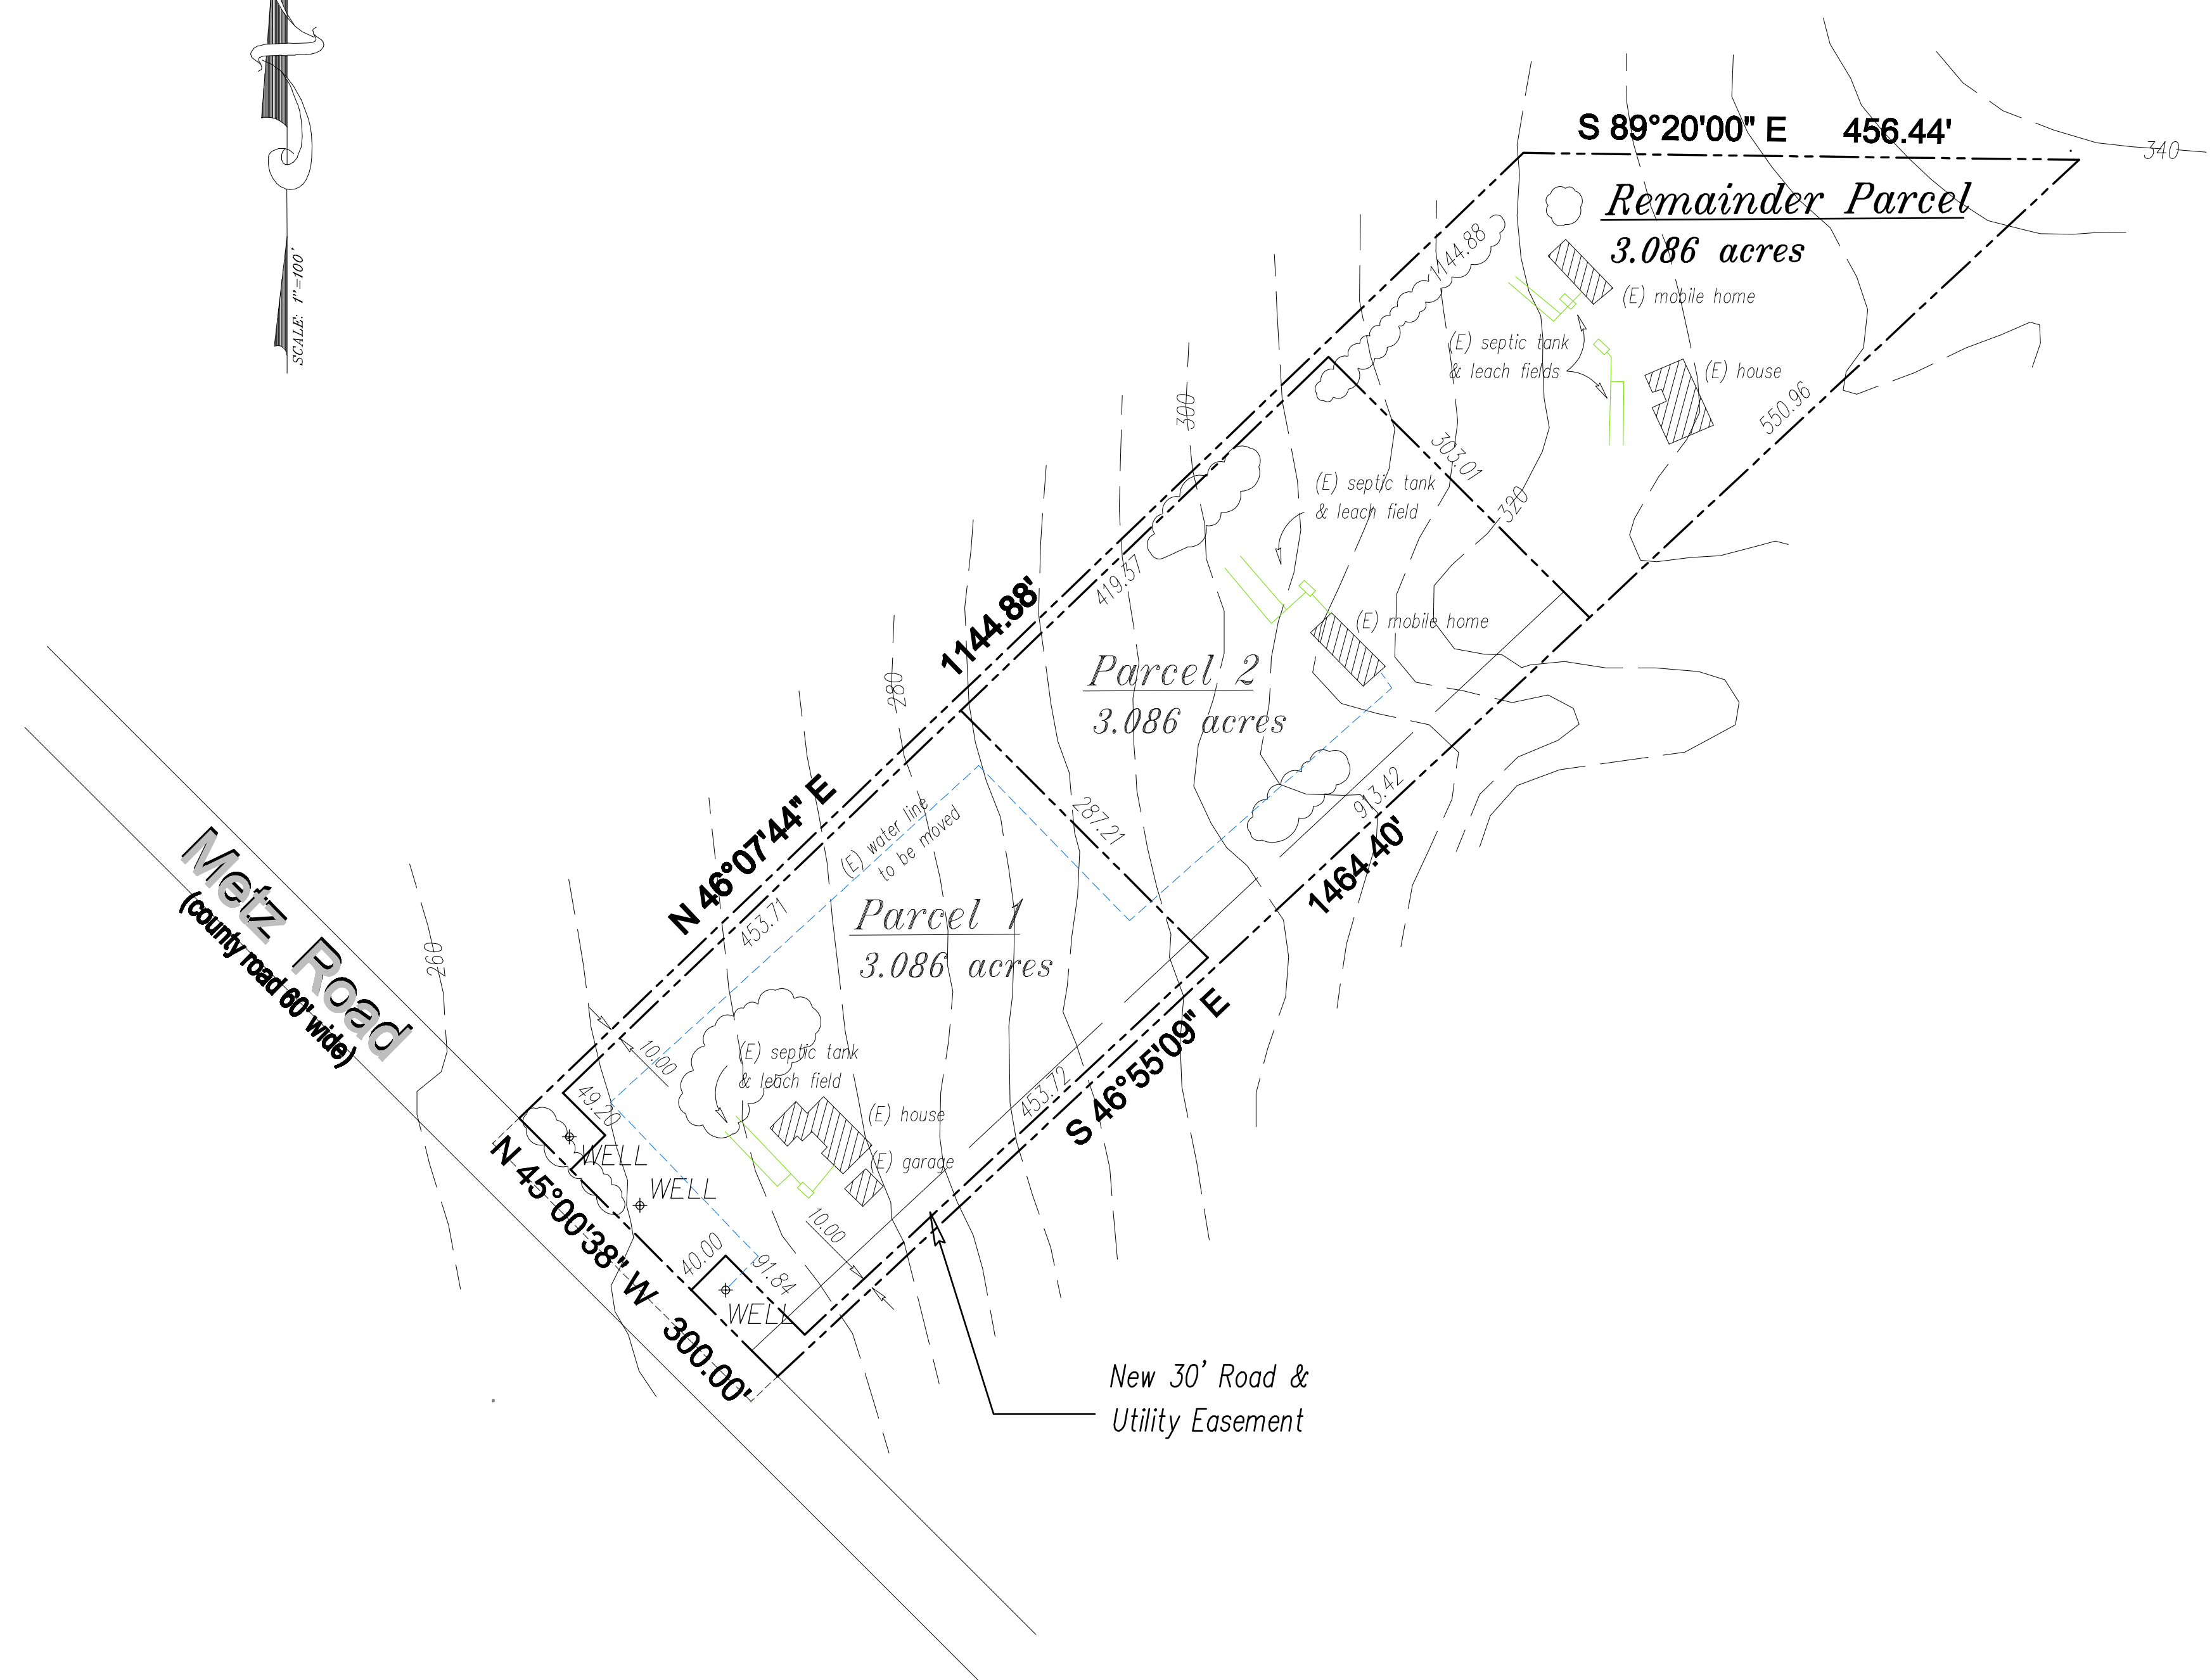 SCALE: 1"=100'
S 89°20'00" E 456.44'
340
Remainder Parcel
3.086 acres
1144.88
(E) mobile home
(E) septic tank
& leach fields
(E) house
550.96
300
303.01
320
(E) septic tank
& leach field
419.37
(E) mobile home
1144.88'
Parcel 2
3.086 acres
280
287.21
913.42
1464.40'
N 46°07'44" E
(E) water line
to be moved
453.71
Parcel 1
3.086 acres
Metz Road
(county road 60' wide)
260
S 46°55'09" E
10.00
(E) septic tank
& leach field
453.72
49.20
(E) house
WELL
(E) garage
WELL
N 45°00'38" W 300.00'
10.00
40.00
91.84
WELL
New 30' Road &
Utility Easement